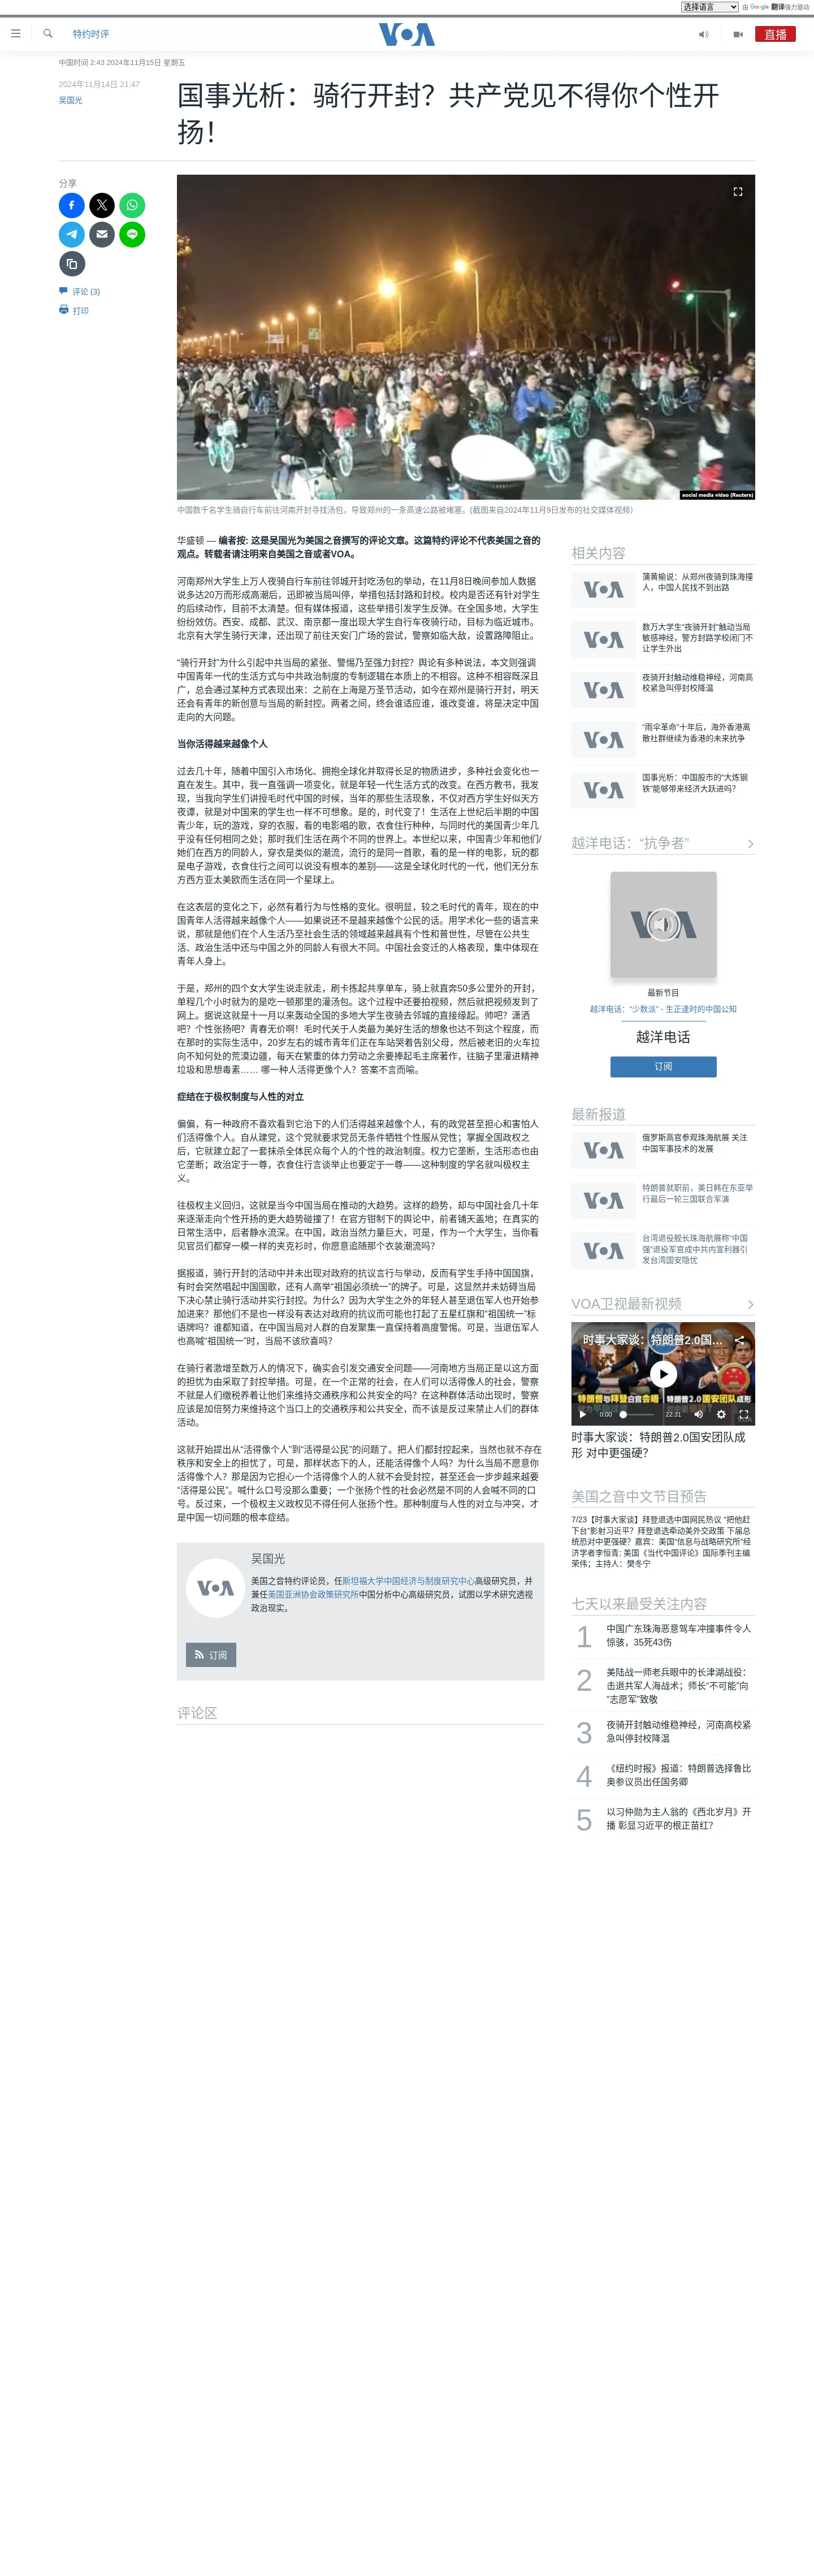 选择语言 由 Google 翻译强力驱动
特约时评
VOA
直播
中国时间 2:43 2024年11月15日 星期五
2024年11月14日 21:47
吴国光
国事光析：骑行开封？共产党见不得你个性开
扬！
分享
评论 (3)
打印
social media video (Reuters)
中国数千名学生骑自行车前往河南开封寻找汤包，导致郑州的一条高速公路被堵塞。(截图来自2024年11月9日发布的社交媒体视频）
华盛顿 — 编者按: 这是吴国光为美国之音撰写的评论文章。这篇特约评论不代表美国之音的
观点。转载者请注明来自美国之音或者VOA。
河南郑州大学生上万人夜骑自行车前往邻城开封吃汤包的举动，在11月8日晚间参加人数据
说多达20万而形成高潮后，迅即被当局叫停，举措包括封路和封校。校内是否还有针对学生
的后续动作，目前不太清楚。但有媒体报道，这些举措引发学生反弹。在全国多地，大学生
纷纷效仿。西安、成都、武汉、南京都一度出现大学生自行车夜骑行动，目标为临近城市。
北京有大学生骑行天津，还出现了前往天安门广场的尝试，警察如临大敌，设置路障阻止。
“骑行开封”为什么引起中共当局的紧张、警惕乃至强力封控？舆论有多种说法，本文则强调
中国青年一代的生活方式与中共政治制度的专制逻辑在本质上的不相容。这种不相容既深且
广，总会通过某种方式表现出来：之前在上海是万圣节活动，如今在郑州是骑行开封，明天
还会有青年的新创意与当局的新封控。两者之间，终会谁适应谁，谁改变谁，将是决定中国
走向的大问题。
当你活得越来越像个人
过去几十年，随着中国引入市场化、拥抱全球化并取得长足的物质进步，多种社会变化也一
直在发生。其中，我一直强调一项变化，就是年轻一代生活方式的改变。在西方教书，我发
现，当我向学生们讲授毛时代中国的时候，当年的那些生活现象，不仅对西方学生好似天方
夜谭，就是对中国来的学生也一样不可想象。是的，时代变了！生活在上世纪后半期的中国
青少年，玩的游戏，穿的衣服，看的电影唱的歌，衣食住行种种，与同时代的美国青少年几
乎没有任何相同之处；那时我们生活在两个不同的世界上。本世纪以来，中国青少年和他们/
她们在西方的同龄人，穿衣是类似的潮流，流行的是同一首歌，看的是一样的电影，玩的都
是电子游戏，衣食住行之间可以说没有根本的差别——这是全球化时代的一代，他们无分东
方西方亚太美欧而生活在同一个星球上。
在这表层的变化之下，必然有着行为与性格的变化。很明显，较之毛时代的青年，现在的中
国青年人活得越来越像个人——如果说还不是越来越像个公民的话。用学术化一些的语言来
说，那就是他们在个人生活乃至社会生活的领域越来越具有个性和普世性，尽管在公共生
活、政治生活中还与中国之外的同龄人有很大不同。中国社会变迁的人格表现，集中体现在
青年人身上。
于是，郑州的四个女大学生说走就走，刷卡拣起共享单车，骑上就直奔50多公里外的开封，
单程几个小时就为的是吃一顿那里的灌汤包。这个过程中还要拍视频，然后就把视频发到了
网上。据说这就是十一月以来轰动全国的多地大学生夜骑去邻城的直接缘起。帅吧？潇洒
吧？个性张扬吧？青春无价啊！毛时代关于人类最为美好生活的想象也达不到这个程度，而
在那时的实际生活中，20岁左右的城市青年们正在车站哭着告别父母，然后被老旧的火车拉
向不知何处的荒漠边疆，每天在繁重的体力劳动之余要捧起毛主席著作，往脑子里灌进精神
垃圾和思想毒素…… 哪一种人活得更像个人？答案不言而喻。
症结在于极权制度与人性的对立
偏偏，有一种政府不喜欢看到它治下的人们活得越来越像个人，有的政党甚至担心和害怕人
们活得像个人。自从建党，这个党就要求党员无条件牺牲个性服从党性；掌握全国政权之
后，它就建立起了一套抹杀全体民众每个人的个性的政治制度。权力它垄断，生活形态也由
它垄断；政治定于一尊，衣食住行言谈举止也要定于一尊——这种制度的学名就叫极权主
义。
往极权主义回归，这就是当今中国当局在推动的大趋势。这样的趋势，却与中国社会几十年
来逐渐走向个性开扬的更大趋势碰撞了！在官方钳制下的舆论中，前者铺天盖地；在真实的
日常生活中，后者静水流深。在中国，政治当然力量巨大，可是，作为一个大学生，当你看
见官员们都穿一模一样的夹克衫时，你愿意追随那个衣装潮流吗？
据报道，骑行开封的活动中并未出现对政府的抗议言行与举动，反而有学生手持中国国旗，
有时会突然唱起中国国歌，还有人高举“祖国必须统一”的牌子。可是，这显然并未妨碍当局
下决心禁止骑行活动并实行封控。为什么？因为大学生之外的年轻人甚至退伍军人也开始参
加进来？那他们不是也一样没有表达对政府的抗议而可能也打起了五星红旗和“祖国统一”标
语牌吗？谁都知道，在中国当局对人群的自发聚集一直保持着高度警惕。可是，当退伍军人
也高喊“祖国统一”时，当局不该欣喜吗？
在骑行者激增至数万人的情况下，确实会引发交通安全问题——河南地方当局正是以这方面
的担忧为由采取了封控举措。可是，在一个正常的社会，在人们可以活得像人的社会，警察
不就是人们缴税养着让他们来维持交通秩序和公共安全的吗？在这种群体活动出现时，警察
应该是倍加努力来维持这个当口上的交通秩序和公共安全，而不该是反过来禁止人们的群体
活动。
这就开始提出从“活得像个人”到“活得是公民”的问题了。把人们都封控起来，当然也就不存在
秩序和安全上的担忧了，可是，那样状态下的人，还能活得像个人吗？为什么当局不愿意你
活得像个人？那是因为它担心一个活得像个人的人就不会受封控，甚至还会一步步越来越要
“活得是公民”。喊什么口号没那么重要；一个张扬个性的社会必然是不同的人会喊不同的口
号。反过来，一个极权主义政权见不得任何人张扬个性。那种制度与人性的对立与冲突，才
是中国一切问题的根本症结。
VOA
吴国光
美国之音特约评论员，任斯坦福大学中国经济与制度研究中心高级研究员，并
兼任美国亚洲协会政策研究所中国分析中心高级研究员，试图以学术研究透视
政治现实。
订阅
评论区
相关内容
VOA
蒲黄榆说：从郑州夜骑到珠海撞
人，中国人民找不到出路
VOA
数万大学生“夜骑开封”触动当局
敏感神经，警方封路学校闭门不
让学生外出
VOA
夜骑开封触动维稳神经，河南高
校紧急叫停封校降温
VOA
“雨伞革命”十年后，海外香港离
散社群继续为香港的未来抗争
VOA
国事光析：中国股市的“大炼钢
铁”能够带来经济大跃进吗？
越洋电话：“抗争者”
VOA
最新节目
越洋电话：“少数派” - 生正逢时的中国公知
越洋电话
订阅
最新报道
VOA
俄罗斯高官参观珠海航展 关注
中国军事技术的发展
VOA
特朗普就职前，美日韩在东亚举
行最后一轮三国联合军演
VOA
台湾退役舰长珠海航展称“中国
强”退役军官成中共内宣利器引
发台湾国安隐忧
VOA卫视最新视频
时事大家谈：特朗普2.0国...
特朗普与拜登白宫会晤 特朗普2.0国安团队成形
0:00 22:31
时事大家谈：特朗普2.0国安团队成
形 对中更强硬？
美国之音中文节目预告
7/23【时事大家谈】拜登退选中国网民热议 “把他赶
下台”影射习近平？拜登退选牵动美外交政策 下届总
统恐对中更强硬？嘉宾：美国“信息与战略研究所”经
济学者李恒青; 美国《当代中国评论》国际季刊主编
荣伟；主持人：樊冬宁
七天以来最受关注内容
1
中国广东珠海恶意驾车冲撞事件令人
惊骇，35死43伤
2
美陆战一师老兵眼中的长津湖战役：
击退共军人海战术；师长“不可能”向
“志愿军”致敬
3
夜骑开封触动维稳神经，河南高校紧
急叫停封校降温
4
《纽约时报》报道：特朗普选择鲁比
奥参议员出任国务卿
5
以习仲勋为主人翁的《西北岁月》开
播 彰显习近平的根正苗红？